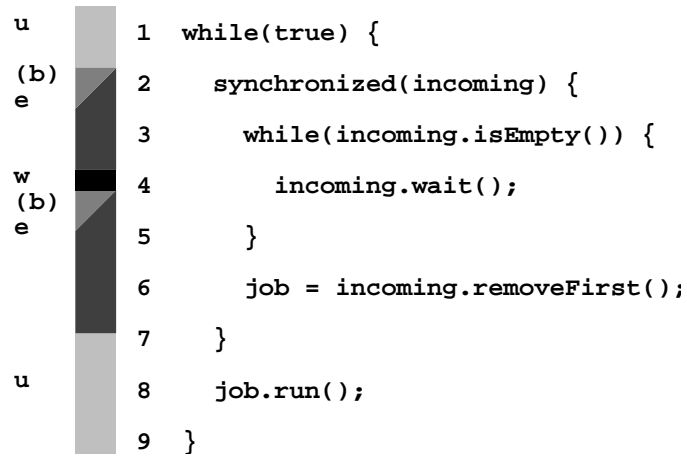 u
1 while(true) {
(b)
e
2 synchronized(incoming) {
3 while(incoming.isEmpty()) {
w
(b)
e
4 incoming.wait();
5 }
6 job = incoming.removeFirst();
7 }
u
8 job.run();
9 }